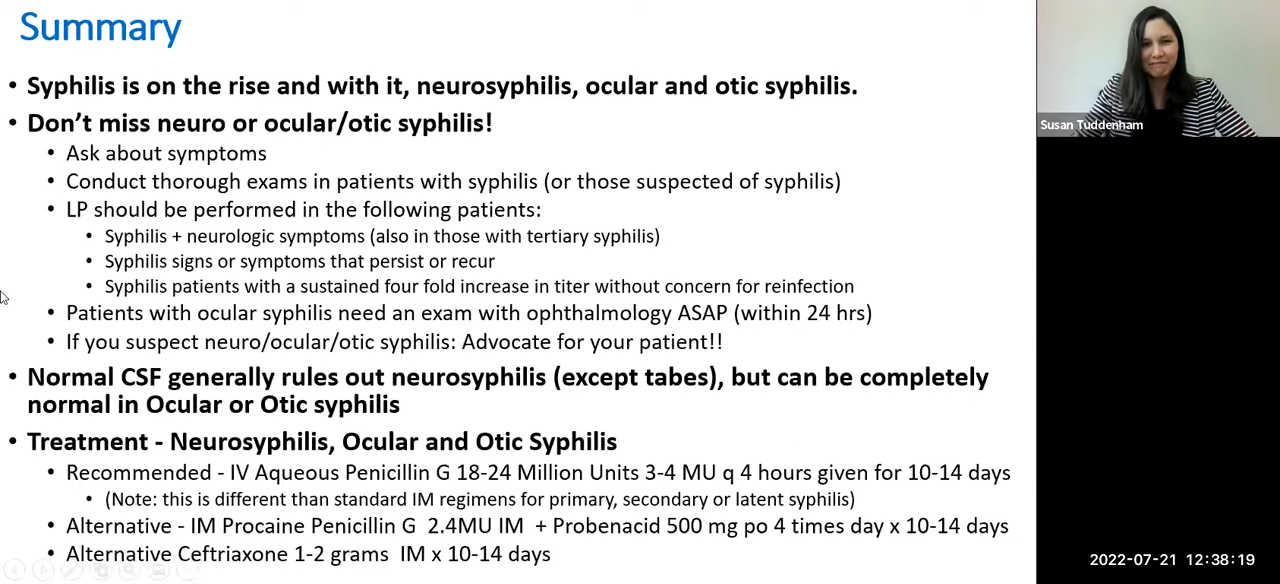 Summary
• Syphilis is on the rise and with it, neurosyphilis, ocular and otic syphilis.
• Don’t miss neuro or ocular/otic syphilis!
• Ask about symptoms
• Conduct thorough exams in patients with syphilis (or those suspected of syphilis)
• LP should be performed in the following patients:
• Syphilis + neurologic symptoms (also in those with tertiary syphilis)
• Syphilis signs or symptoms that persist or recur
• Syphilis patients with a sustained four fold increase in titer without concern for reinfection
• Patients with ocular syphilis need an exam with ophthalmology ASAP (within 24 hrs)
• If you suspect neuro/ocular/otic syphilis: Advocate for your patient!!
• Normal CSF generally rules out neurosyphilis (except tabes), but can be completely
normal in Ocular or Otic syphilis
• Treatment - Neurosyphilis, Ocular and Otic Syphilis
• Recommended - IV Aqueous Penicillin G 18-24 Million Units 3-4 MU q 4 hours given for 10-14 days
• (Note: this is different than standard IM regimens for primary, secondary or latent syphilis)
• Alternative - IM Procaine Penicillin G 2.4MU IM + Probenacid 500 mg po 4 times day x 10-14 days
• Alternative Ceftriaxone 1-2 grams IM x 10-14 days
Susan Tuddenham
2022-07-21 12:38:19